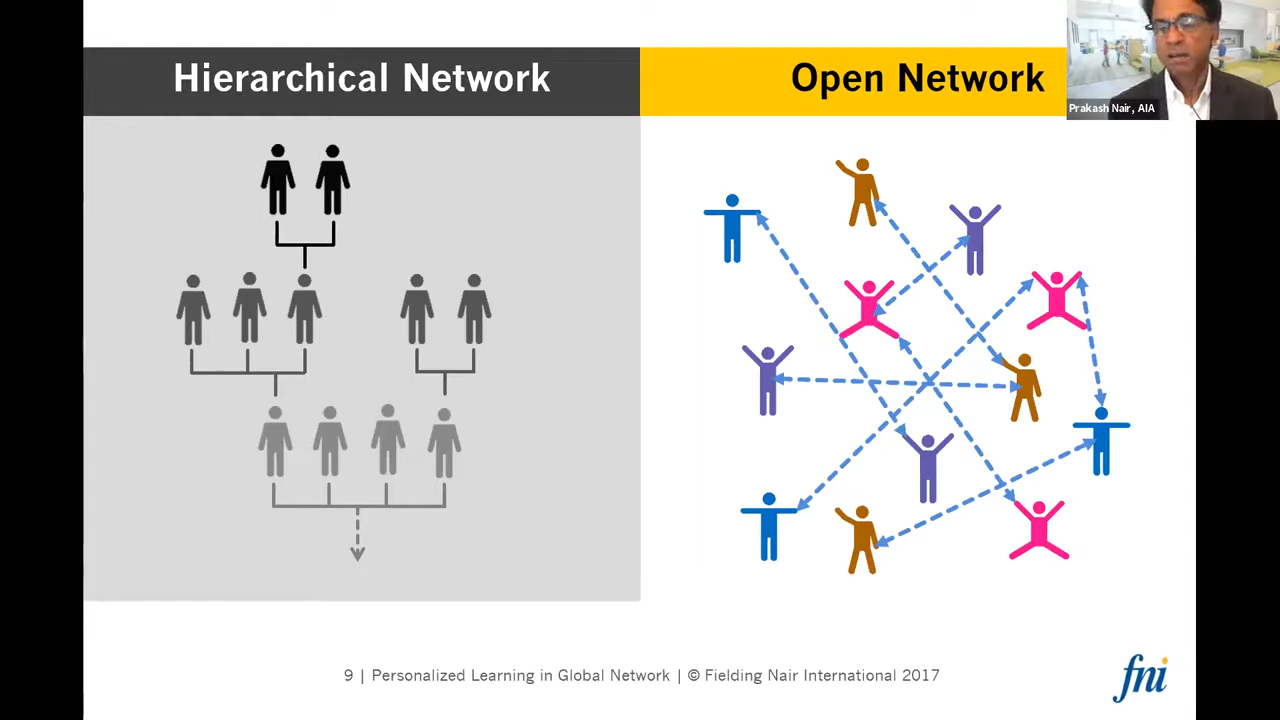 Hierarchical Network
Open Network
Prakash Nair, AIA
9 | Personalized Learning in Global Network | © Fielding Nair International 2017
fni